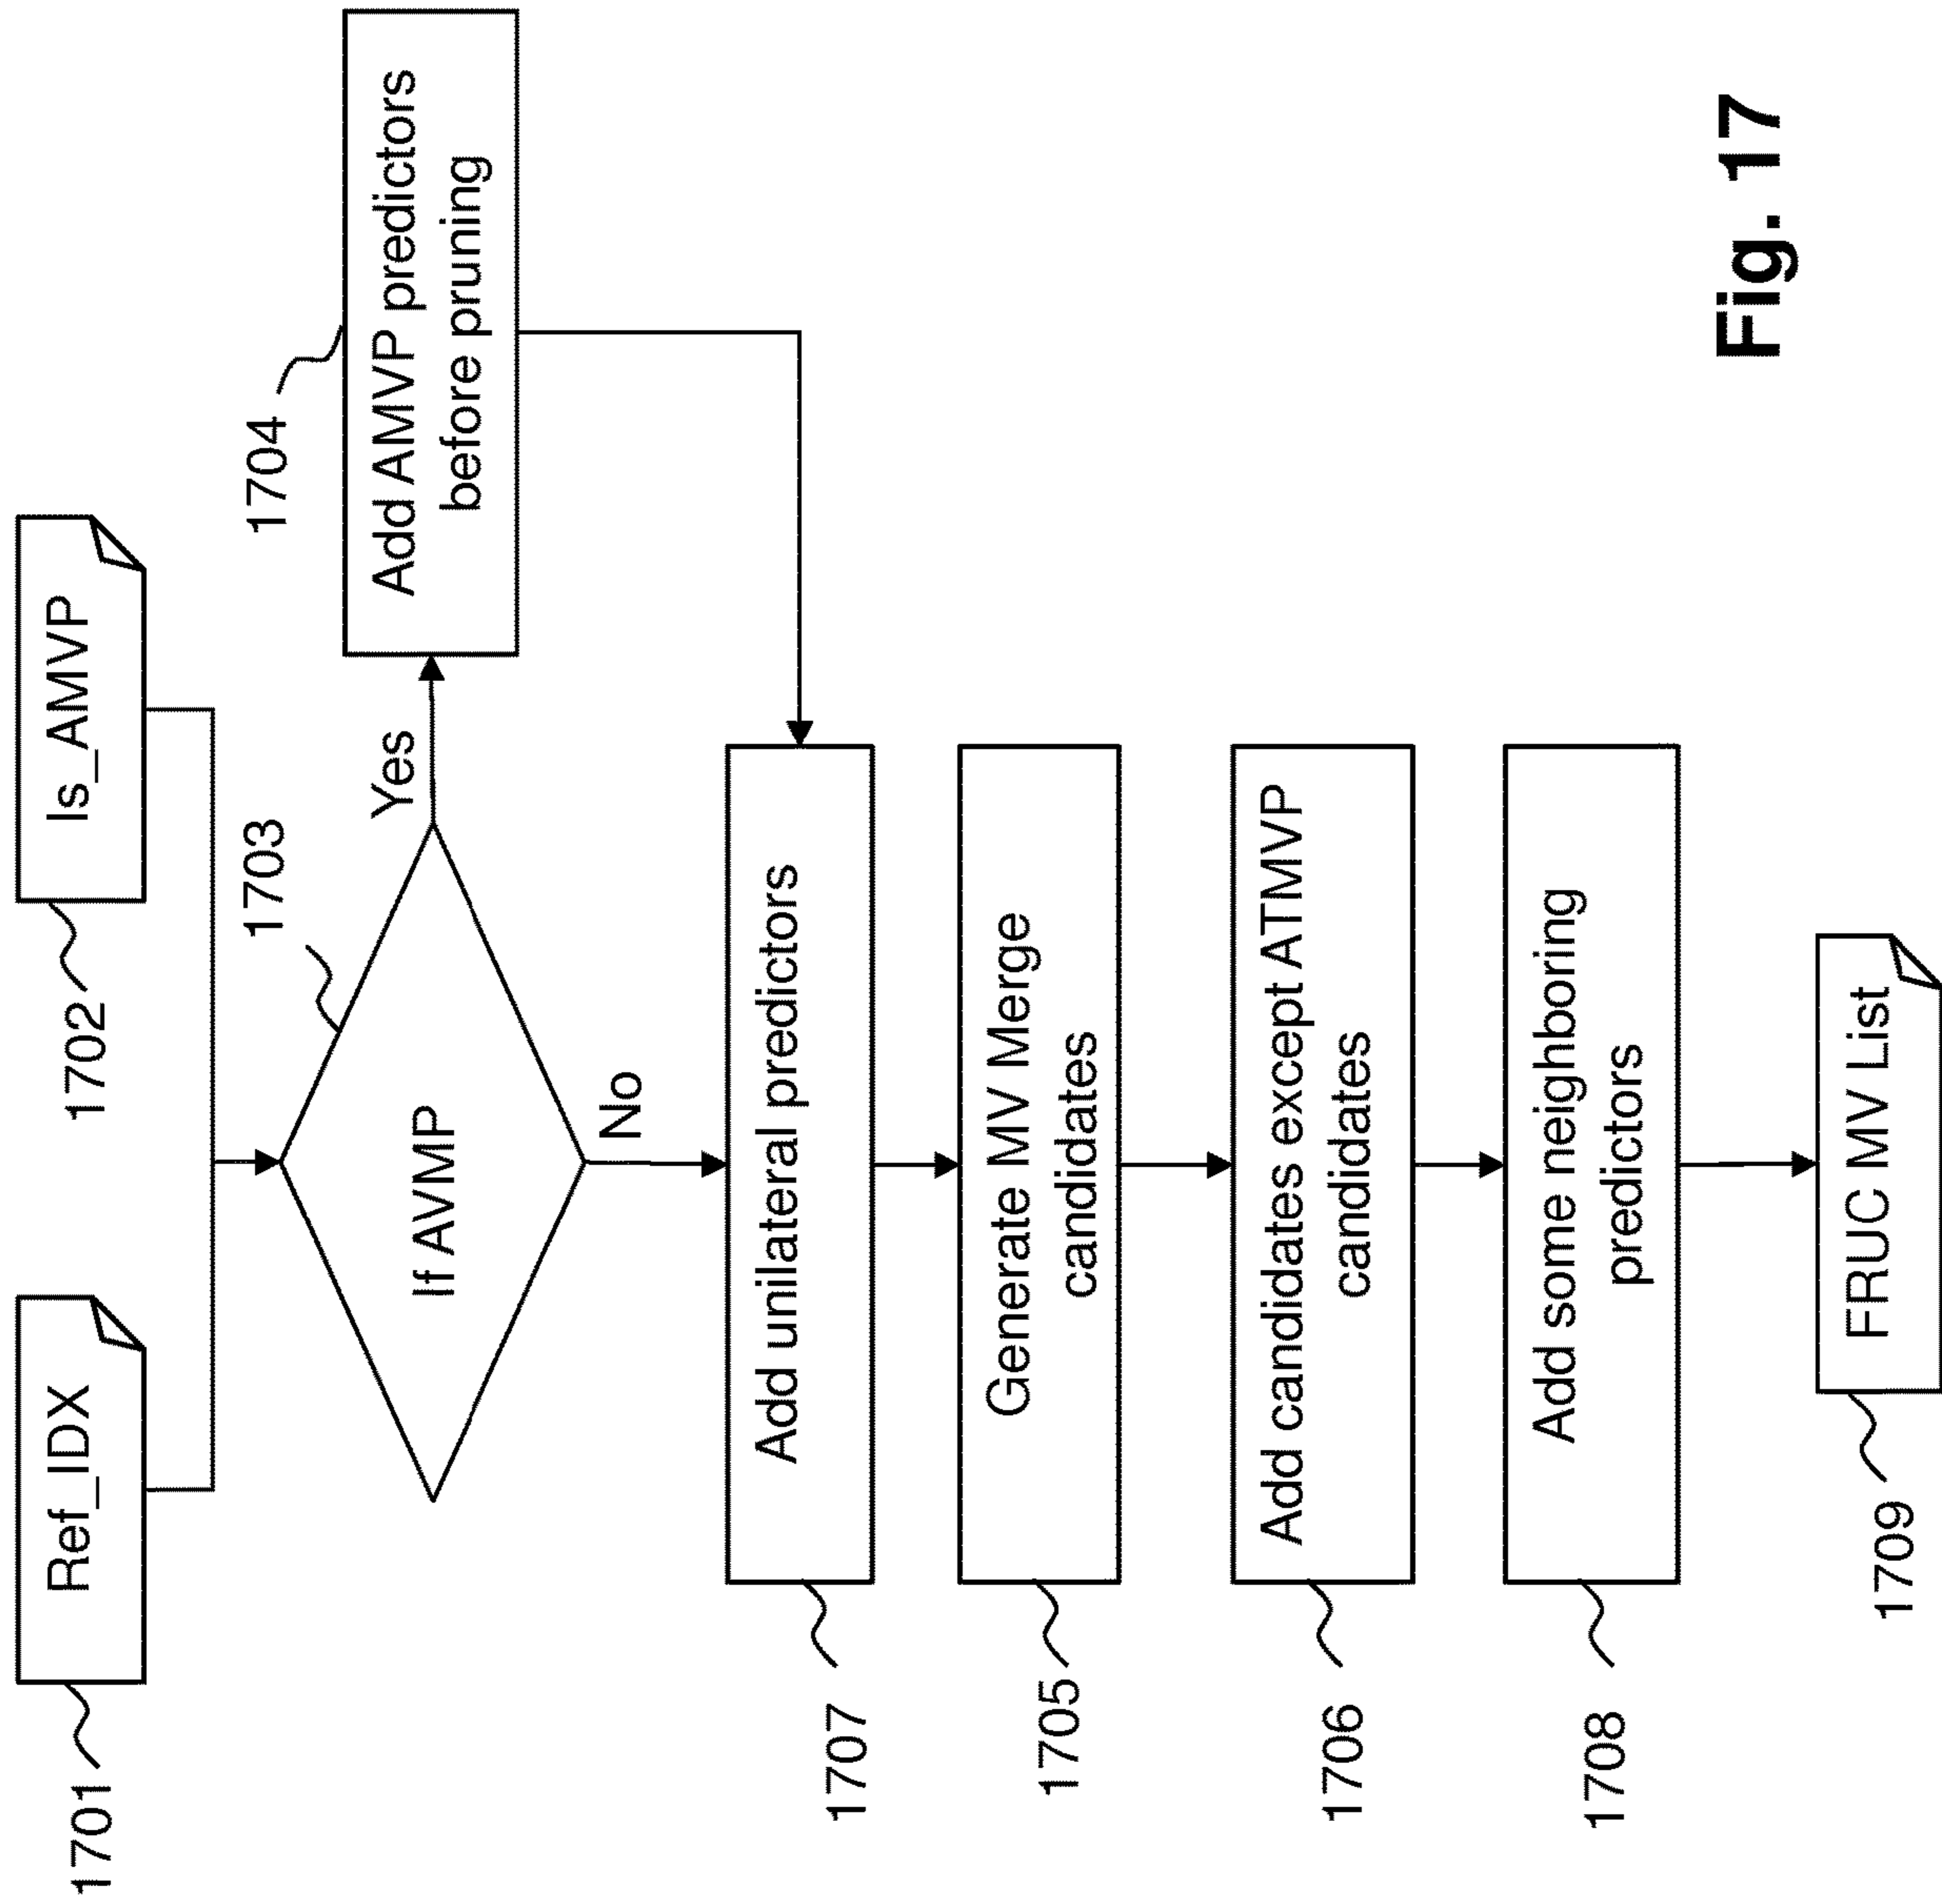 Ref_IDX
Is_AMVP
1701
1702
1703
If AVMP
Yes
No
1704
Add AMVP predictors
before pruning
1707
Add unilateral predictors
1705
Generate MV Merge
candidates
1706
Add candidates except ATMVP
candidates
1708
Add some neighboring
predictors
1709
FRUC MV List
Fig. 17